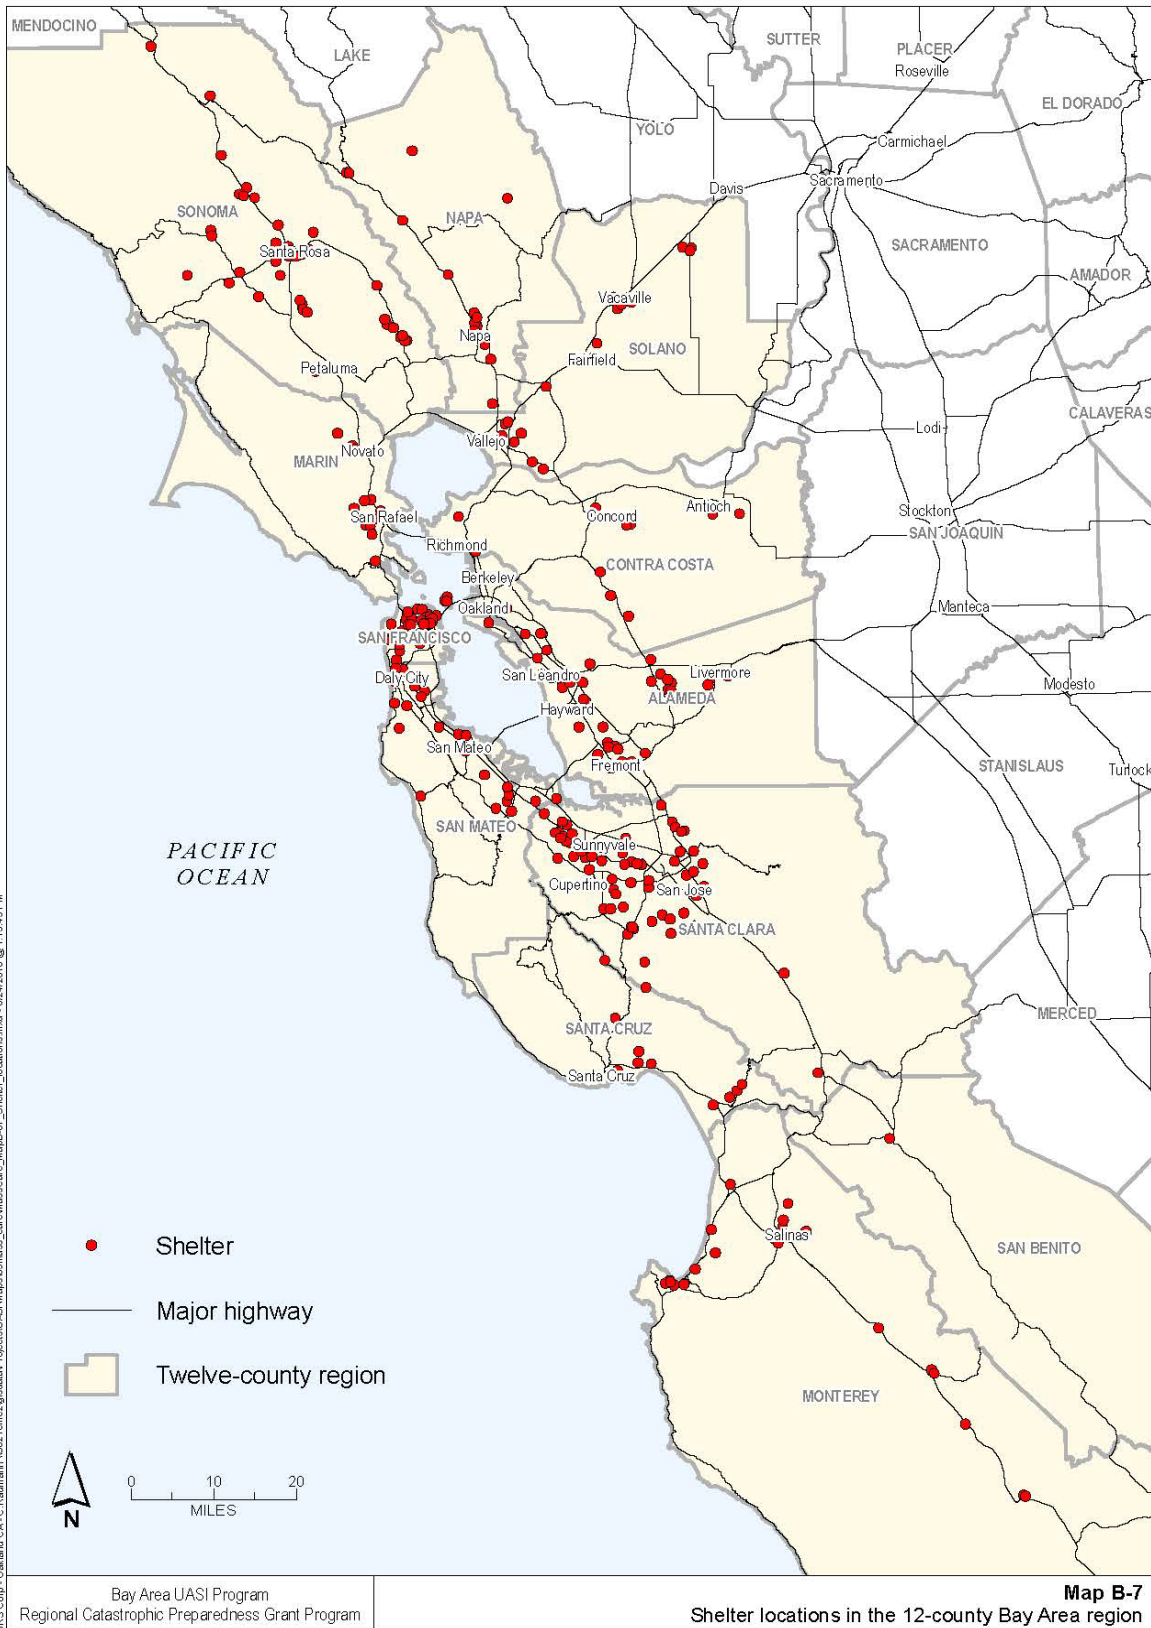 MENDOCINO
LAKE
SUTTER
PLACER
Roseville
EL DORADO
YOLO
Carmichael
Davis
Sacramento
SONOMA
NAPA
SACRAMENTO
Santa Rosa
AMADOR
Vacaville
Napa
SOLANO
Fairfield
Petaluma
CALAVERAS
Lodi
Vallejo
Novato
MARIN
San Rafael
Concord
Antioch
Stockton
SAN JOAQUIN
Richmond
CONTRA COSTA
Berkeley
Oakland
Manteca
SAN FRANCISCO
Daly City
San Leandro
Livermore
Modesto
ALAMEDA
Hayward
San Mateo
Fremont
STANISLAUS
Turlock
SAN MATEO
Sunnyvale
PACIFIC
OCEAN
Cupertino
San Jose
SANTA CLARA
MERCED
SANTA CRUZ
Santa Cruz
Salinas
SAN BENITO
MONTEREY
Shelter
Major highway
Twelve-county region
0 10 20
MILES
N
Bay Area UASI Program
Regional Catastrophic Preparedness Grant Program
Map B-7
Shelter locations in the 12-county Bay Area region